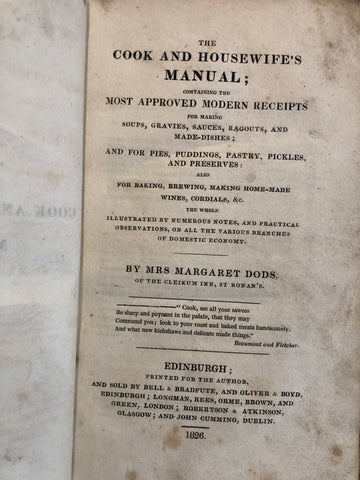 THE
COOK AND HOUSEWIFE'S
MANUAL;
CONTAINING THE
MOST APPROVED MODERN RECEIPTS
FOR MAKING
SOUPS, GRAVIES, SAUCES, RAGOUTS, AND
MADE-DISHES;
AND FOR PIES, PUDDINGS, PASTRY, PICKLES,
AND PRESERVES:
ALSO
FOR BAKING, BREWING, MAKING HOME-MADE
WINES, CORDIALS, &c.
THE WHOLE
ILLUSTRATED BY NUMEROUS NOTES, AND PRACTICAL
OBSERVATIONS, ON ALL THE VARIOUS BRANCHES
OF DOMESTIC ECONOMY.
BY MRS MARGARET DODS,
OF THE CLEIKUM INN, ST RONAN'S.
" Cook, see all your sawces
Be sharp and poynant in the palate, that they may
Commend you; look to your roast and baked meats handsomely,
And what new kickshaws and delicate made things."
Beaumont and Fletcher.
EDINBURGH;
PRINTED FOR THE AUTHOR,
AND SOLD BY BELL & BRADFUTE, AND OLIVER & BOYD,
EDINBURGH; LONGMAN, REES, ORME, BROWN, AND
GREEN, LONDON; ROBERTSON & ATKINSON,
GLASGOW; AND JOHN CUMMING, DUBLIN.
1826.